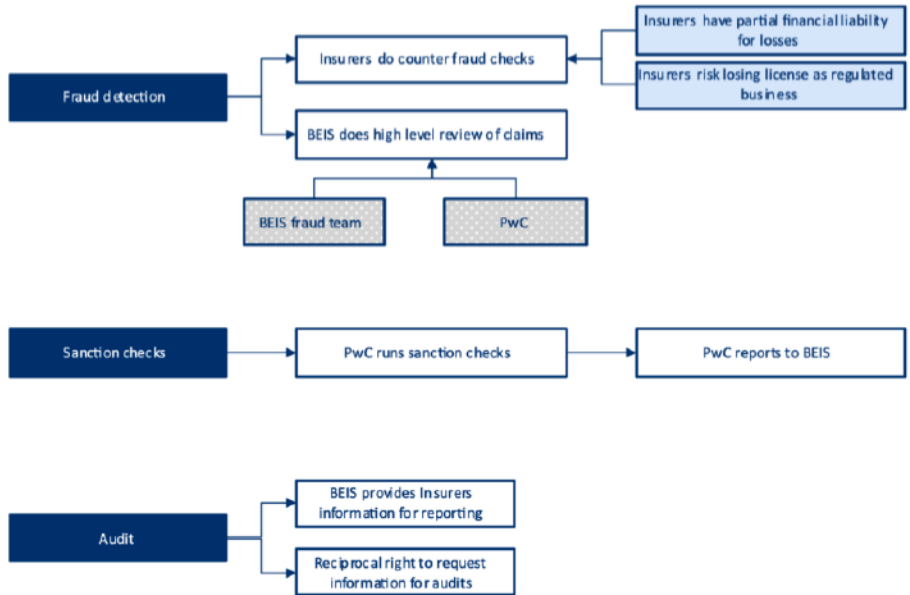 Insurers have partial financial liability
for losses
Insurers do counter fraud checks
Insurers risk losing license as regulated
business
Fraud detection
BEIS does high level review of claims
BEIS fraud team
PwC
Sanction checks
PwC runs sanction checks
PwC reports to BEIS
BEIS provides Insurers
information for reporting
Audit
Reciprocal right to request
information for audits